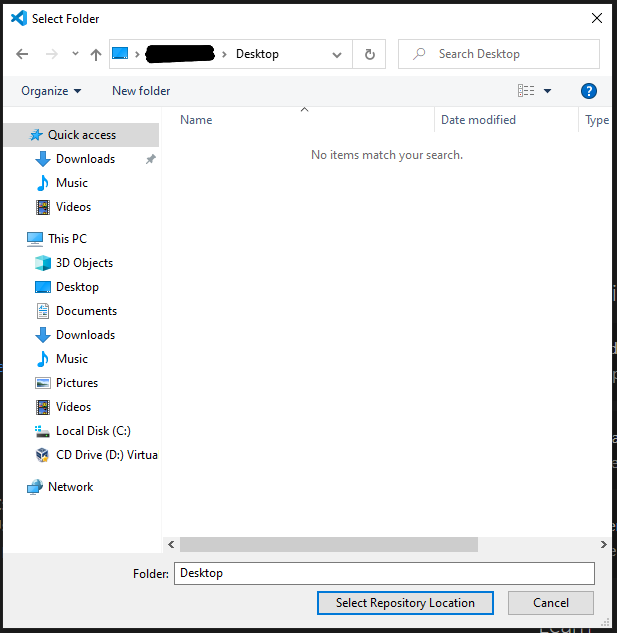 Select Folder
Desktop
Search Desktop
Organize
New folder
Name
Date modified
Type
No items match your search.
Quick access
Downloads
Music
Videos
This PC
3D Objects
Desktop
Documents
Downloads
Music
Pictures
Videos
Local Disk (C:)
CD Drive (D:) Virtua
Network
Folder:
Desktop
Select Repository Location
Cancel